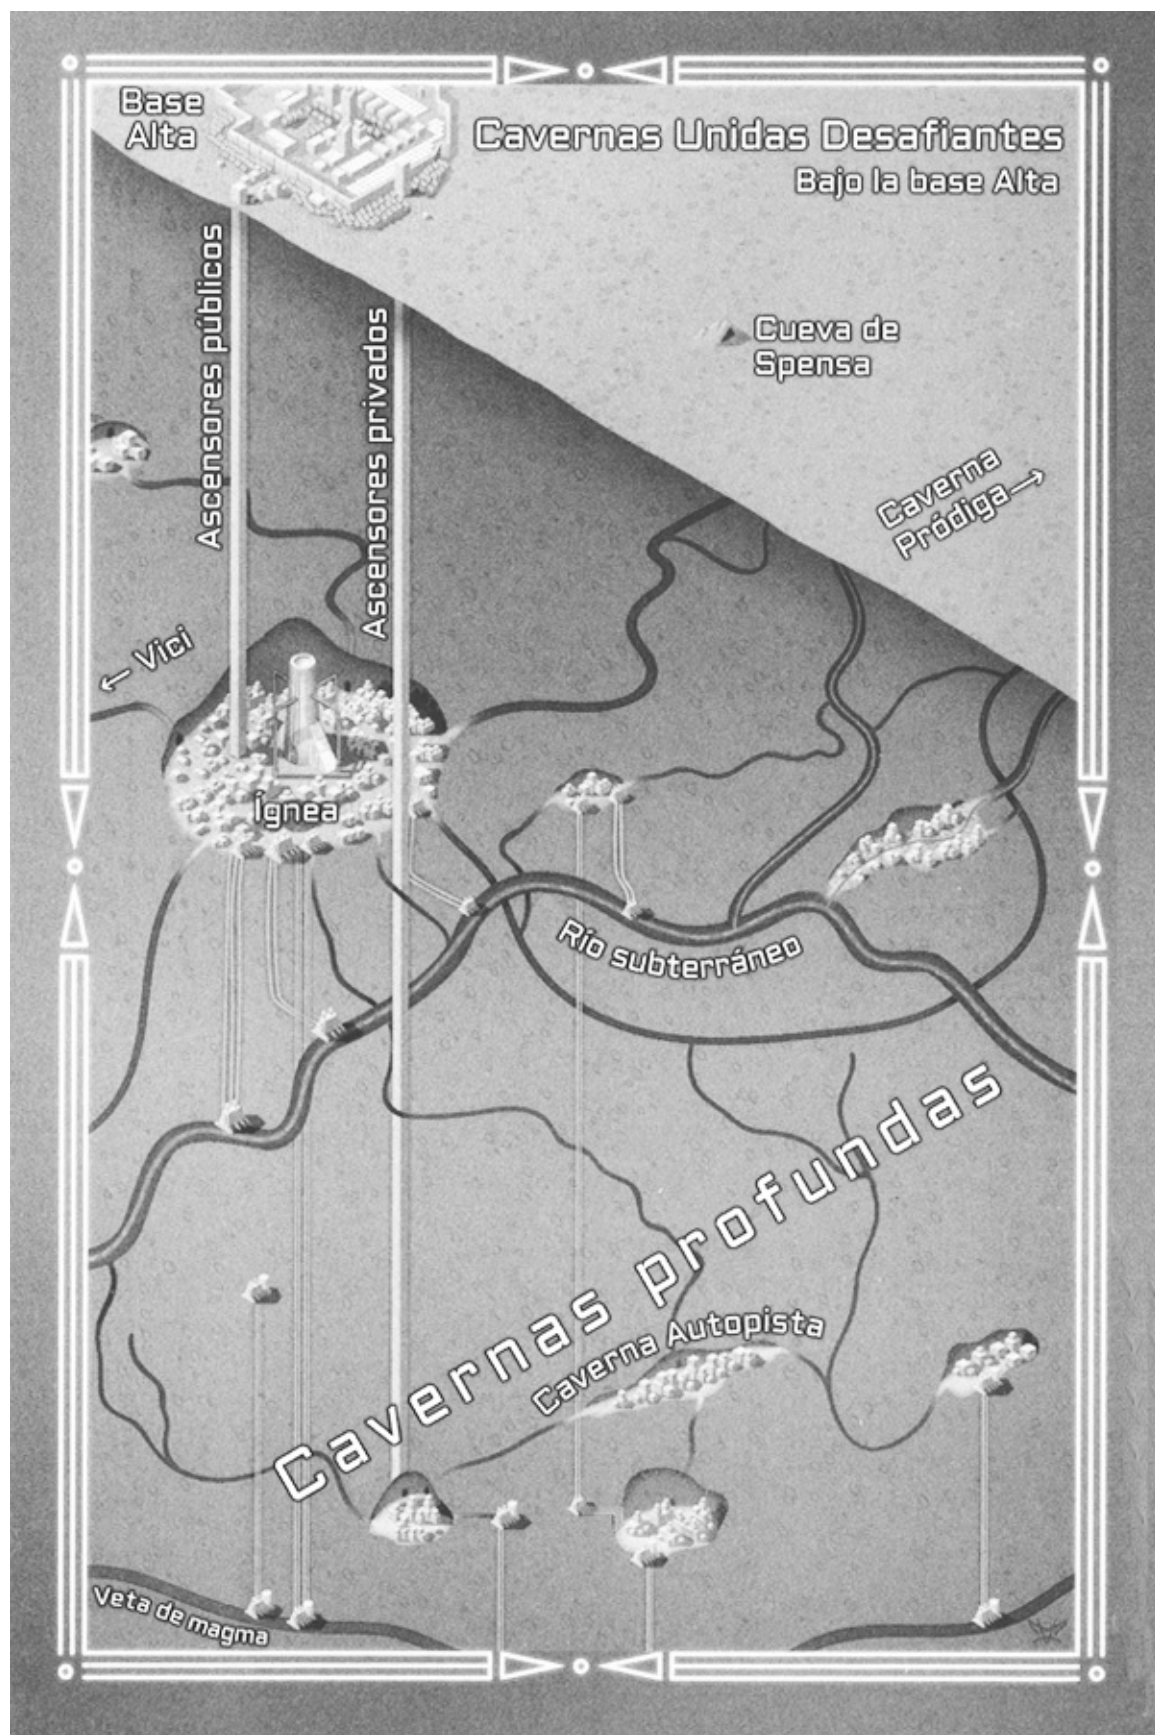 Base
Alta
Cavernas Unidas Desafiantes
Bajo la base Alta
Ascensores públicos
Ascensores privados
Cueva de
Spensa
Caverna
Pródiga→
← Vici
Ígnea
Río subterráneo
Cavernas profundas
Caverna Autopista
Veta de magma